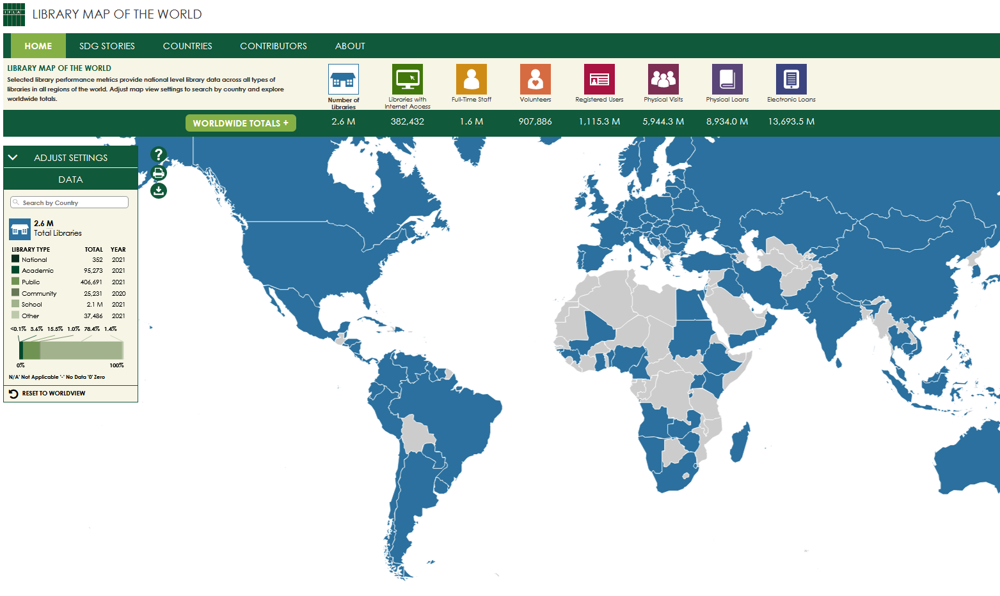 IFLA
LIBRARY MAP OF THE WORLD
HOME SDG STORIES COUNTRIES CONTRIBUTORS ABOUT
LIBRARY MAP OF THE WORLD
Selected library performance metrics provide national level library data across all types of
libraries in all regions of the world. Adjust map view settings to search by country and explore
worldwide totals.
Number of
Libraries
Libraries with
Internet Access
Full-Time Staff
Volunteers
Registered Users
Physical Visits
Physical Loans
Electronic Loans
WORLDWIDE TOTALS + 2.6 M 382,432 1.6 M 907,886 1,115.3 M 5,944.3 M 8,934.0 M 13,693.5 M
ADJUST SETTINGS
?
DATA
Search by Country
2.6 M
Total Libraries
LIBRARY TYPE TOTAL YEAR
National 352 2021
Academic 95,273 2021
Public 406,691 2021
Community 25,231 2020
School 2.1 M 2021
Other 37,486 2021
<0.1% 3.6% 15.5% 1.0% 78.4% 1.4%
0% 100%
N/A' Not Applicable '-' No Data '0' Zero
RESET TO WORLDVIEW